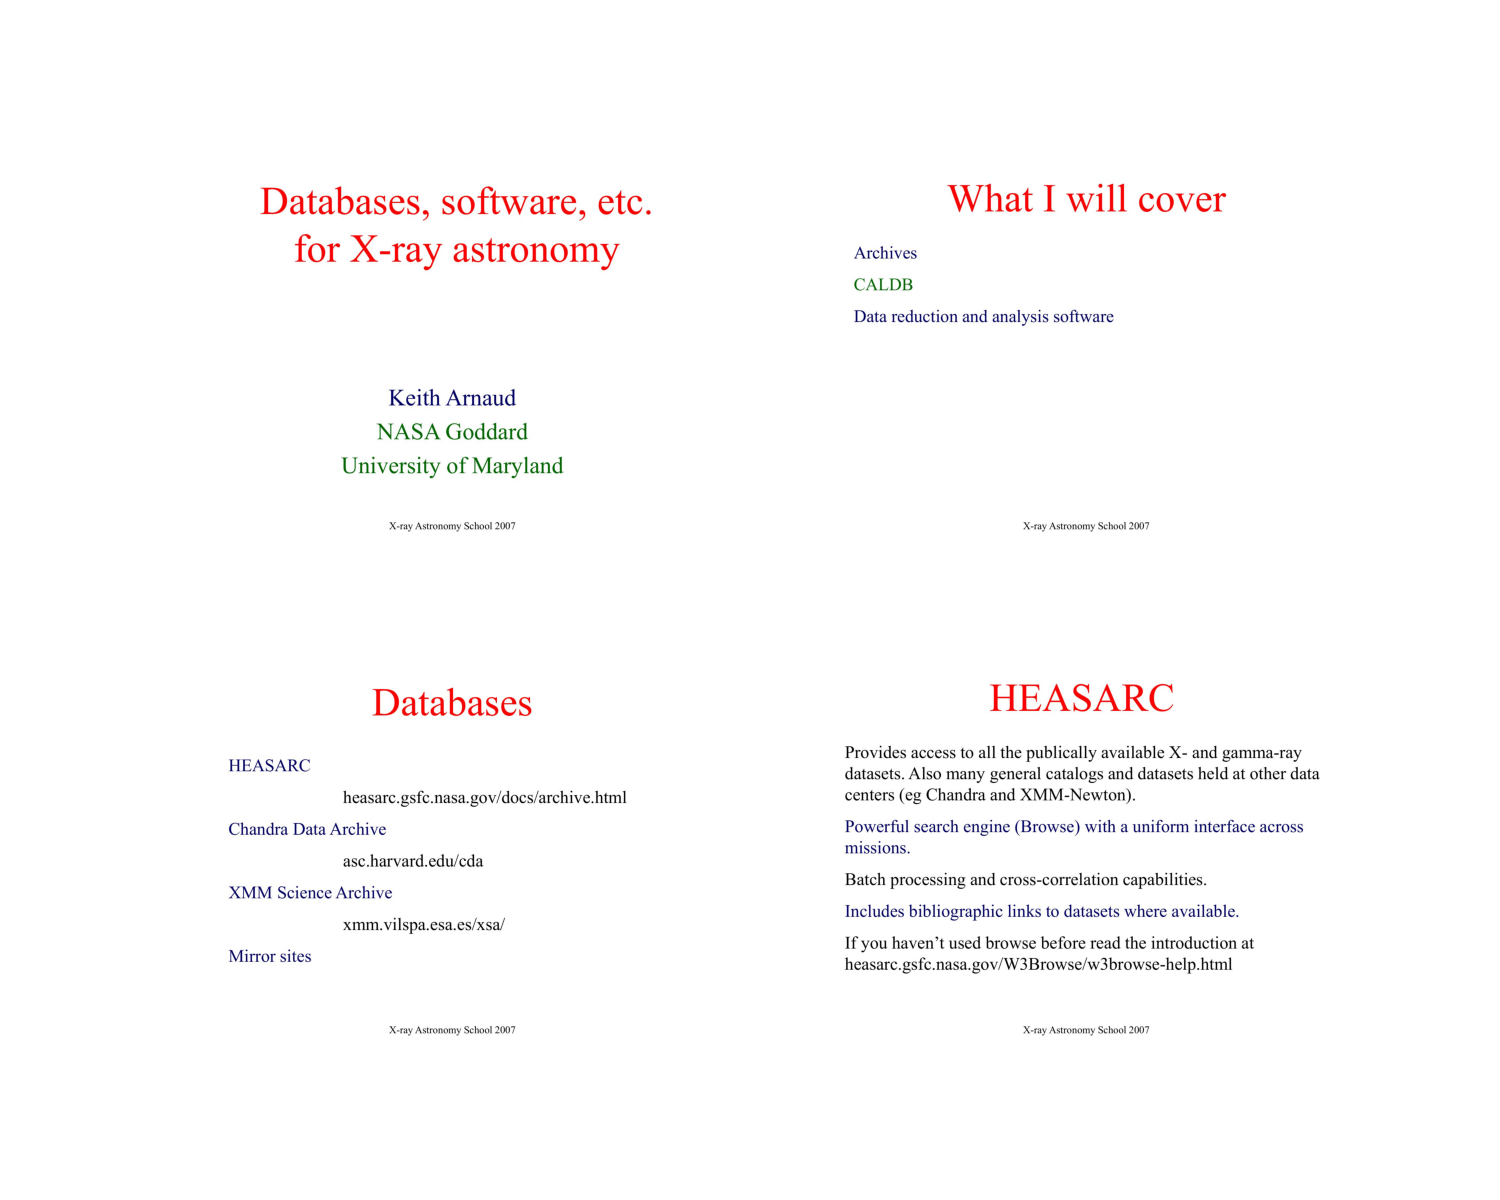 Databases, software, etc.
for X-ray astronomy
Keith Arnaud
NASA Goddard
University of Maryland
X-ray Astronomy School 2007
What I will cover
Archives
CALDB
Data reduction and analysis software
X-ray Astronomy School 2007
Databases
HEASARC
heasarc.gsfc.nasa.gov/docs/archive.html
Chandra Data Archive
asc.harvard.edu/cda
XMM Science Archive
xmm.vilspa.esa.es/xsa/
Mirror sites
X-ray Astronomy School 2007
HEASARC
Provides access to all the publically available X- and gamma-ray
datasets. Also many general catalogs and datasets held at other data
centers (eg Chandra and XMM-Newton).
Powerful search engine (Browse) with a uniform interface across
missions.
Batch processing and cross-correlation capabilities.
Includes bibliographic links to datasets where available.
If you haven’t used browse before read the introduction at
heasarc.gsfc.nasa.gov/W3Browse/w3browse-help.html
X-ray Astronomy School 2007